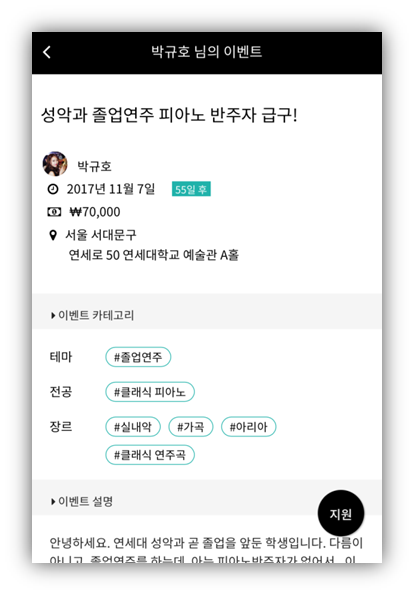 박규호 님의 이벤트
성악과 졸업연주 피아노 반주자 급구!
박규호
2017년 11월 7일 55일 후
₩70,000
서울 서대문구
연세로 50 연세대학교 예술관 A홀
이벤트 카테고리
테마 #졸업연주
전공 #클래식 피아노
장르 #실내악 #가곡 #아리아
#클래식 연주곡
이벤트 설명
지원
안녕하세요. 연세대 성악과 곧 졸업을 앞둔 학생입니다. 다름이
아니고, 졸업연주를 하는데, 아는 피아노반주자가 없어서.. 이